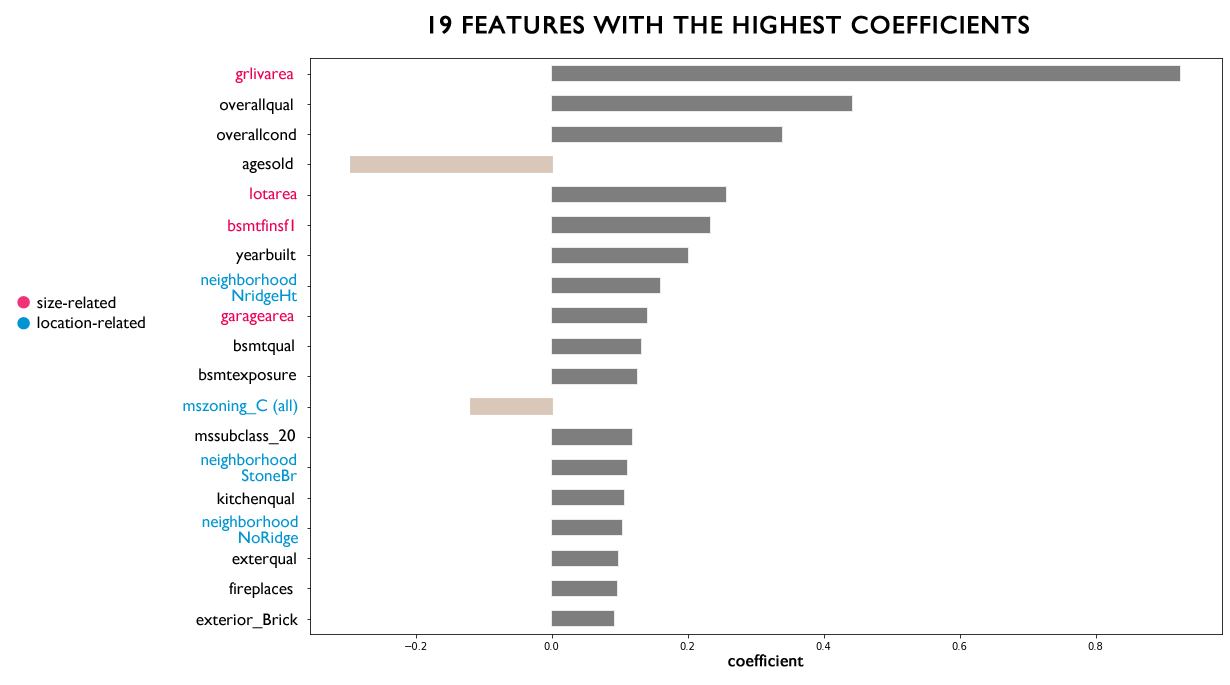 19 FEATURES WITH THE HIGHEST COEFFICIENTS
grlivarea
overallqual
overallcond
agesold
lotarea
bsmtfinsf1
yearbuilt
neighborhood
NridgeHt
garagearea
bsmtqual
bsmtexposure
mszoning_C (all)
mssubclass_20
neighborhood
StoneBr
kitchenqual
neighborhood
NoRidge
exterqual
fireplaces
exterior_Brick
size-related
location-related
−0.2 0.0 0.2 0.4 0.6 0.8
coefficient